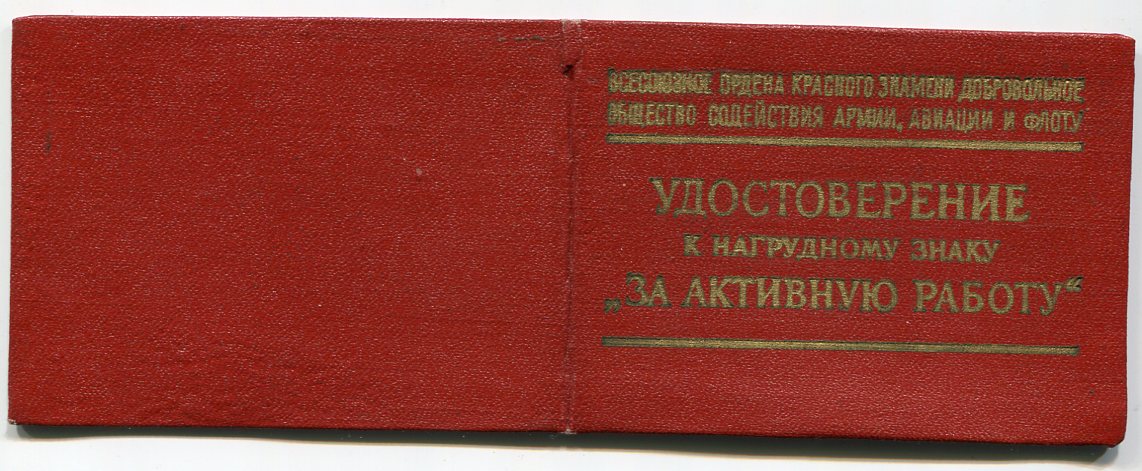 ВСЕСОЮЗНОЕ ОРДЕНА КРАСНОГО ЗНАМЕНИ ДОБРОВОЛЬНОЕ
ОБЩЕСТВО СОДЕЙСТВИЯ АРМИИ, АВИАЦИИ И ФЛОТУ
УДОСТОВЕРЕНИЕ
К НАГРУДНОМУ ЗНАКУ
„ЗА АКТИВНУЮ РАБОТУ“